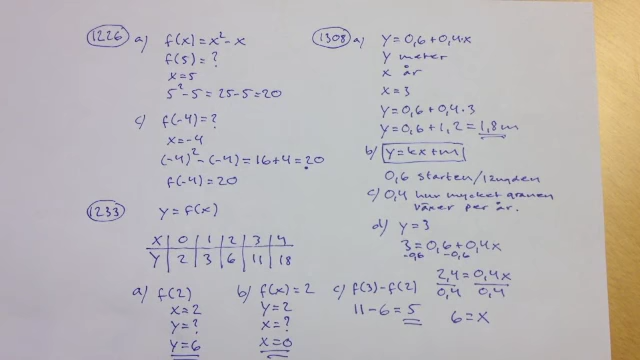 1226 a) f(x) = x² - x
f(5) = ?
x = 5
5² - 5 = 25 - 5 = 20
c) f(-4) = ?
x = -4
(-4)² - (-4) = 16 + 4 = 20
f(-4) = 20
1233 y = f(x)
X 0 1 2 3 4
Y 2 3 6 11 18
a) f(2)
x = 2
y = ?
y = 6
b) f(x) = 2
y = 2
x = ?
x = 0
c) f(3) - f(2)
11 - 6 = 5
1308 a) y = 0,6 + 0,4·x
y meter
x år
x = 3
y = 0,6 + 0,4·3
y = 0,6 + 1,2 = 1,8 m
b) y = kx + m
0,6 starten/
c) 0,4 hur mycket granen
växer per år.
d) y = 3
3 = 0,6 + 0,4x
-0,6 -0,6
2,4 = 0,4x
0,4 0,4
6 = x